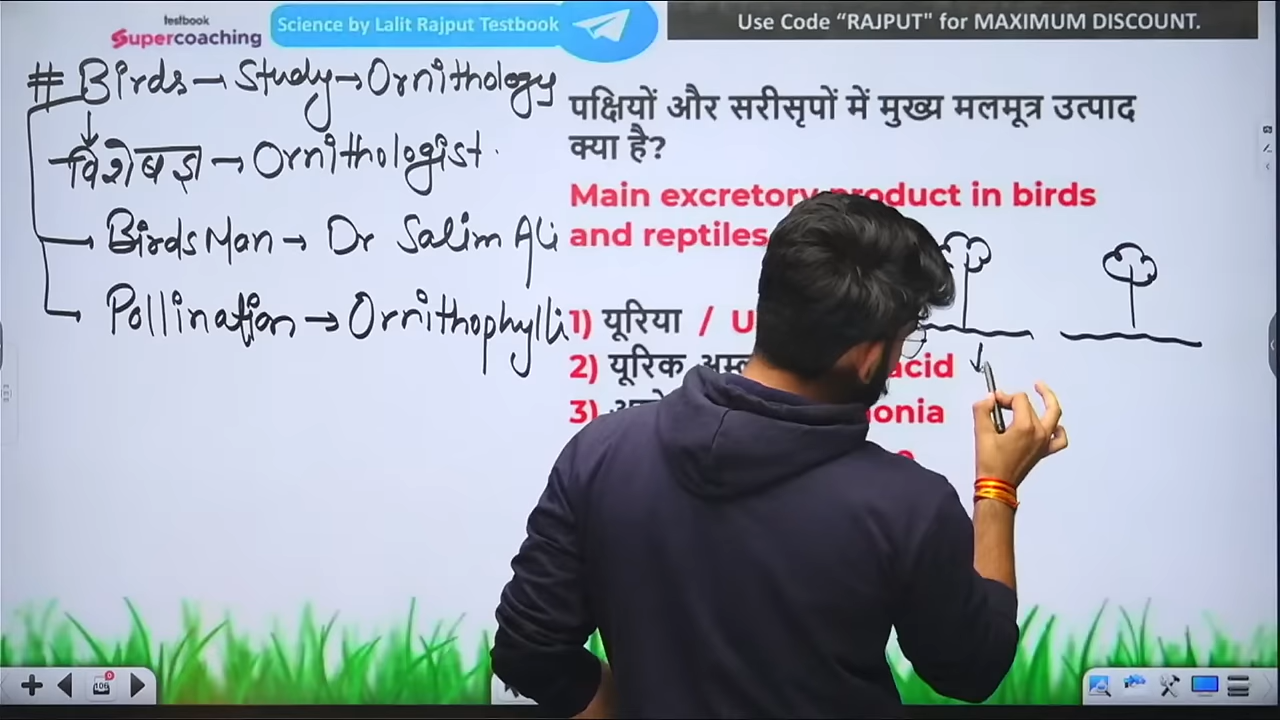 testbook
Supercoaching
Science by Lalit Rajput Testbook
Use Code “RAJPUT" for MAXIMUM DISCOUNT.
# Birds → Study → Ornithology
विशेषज्ञ → Ornithologist.
Birds Man → Dr Salim Ali
Pollination → Ornithophylli
पक्षियों और सरीसृपों में मुख्य मलमूत्र उत्पाद
क्या है?
Main excretory product in birds
and reptiles
1) यूरिया / U
2) यूरिक अम्ल acid
3) onia
106